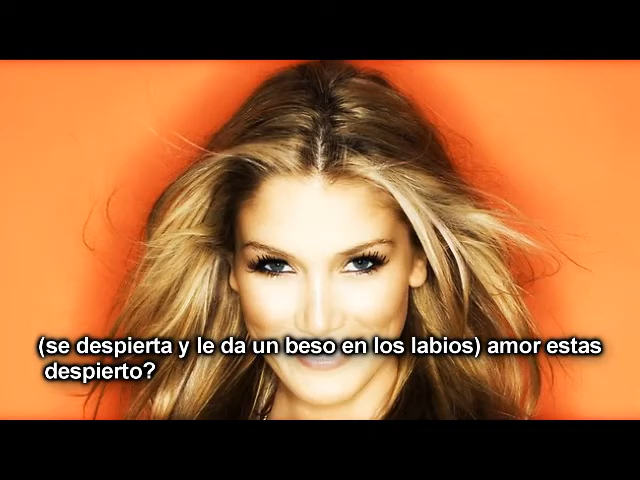 (se despierta y le da un beso en los labios) amor estas
despierto?